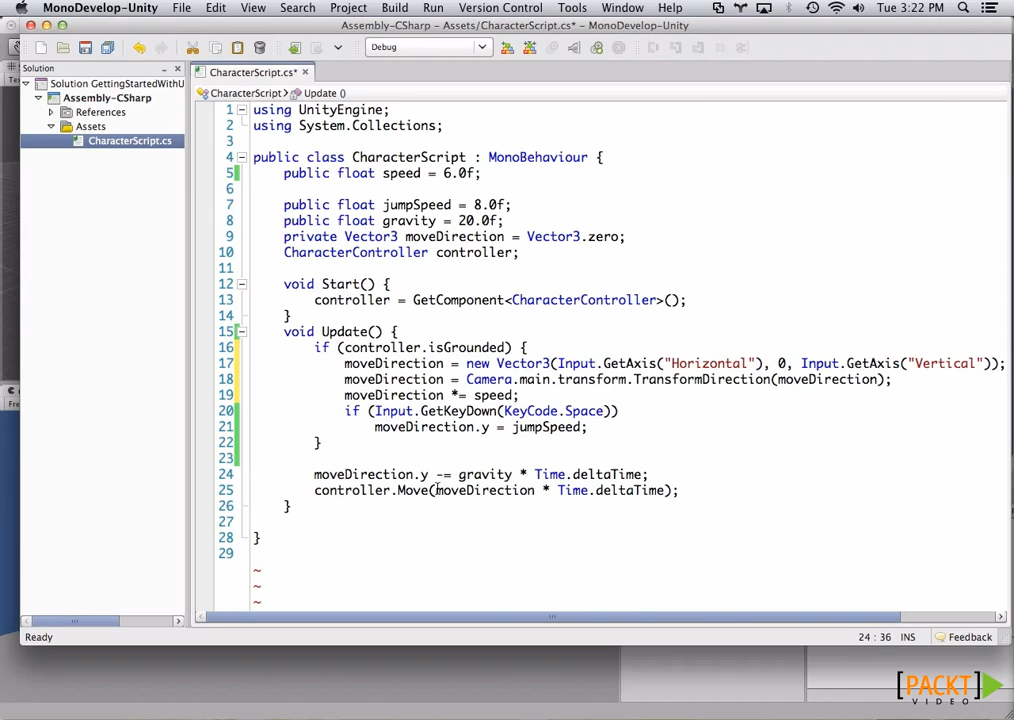 MonoDevelop-Unity File Edit View Search Project Build Run Tools Window Help Tue 3:22 PM
Assembly-CSharp - Assets/CharacterScript.cs* - MonoDevelop-Unity
Debug
Solution
CharacterScript.cs*
Solution GettingStartedWithU
CharacterScript Update ()
Assembly-CSharp
References
Assets
CharacterScript.cs
1 using UnityEngine;
2 using System.Collections;
3
4 public class CharacterScript : MonoBehaviour {
5 public float speed = 6.0f;
6
7 public float jumpSpeed = 8.0f;
8 public float gravity = 20.0f;
9 private Vector3 moveDirection = Vector3.zero;
10 CharacterController controller;
11
12 void Start() {
13 controller = GetComponent<CharacterController>();
14 }
15 void Update() {
16 if (controller.isGrounded) {
17 moveDirection = new Vector3(Input.GetAxis("Horizontal"), 0, Input.GetAxis("Vertical"));
18 moveDirection = Camera.main.transform.TransformDirection(moveDirection);
19 moveDirection *= speed;
20 if (Input.GetKeyDown(KeyCode.Space))
21 moveDirection.y = jumpSpeed;
22 }
23
24 moveDirection.y -= gravity * Time.deltaTime;
25 controller.Move(moveDirection * Time.deltaTime);
26 }
27
28 }
29
~
~
~
Ready
24 : 36 INS Feedback
[PACKT]
VIDEO